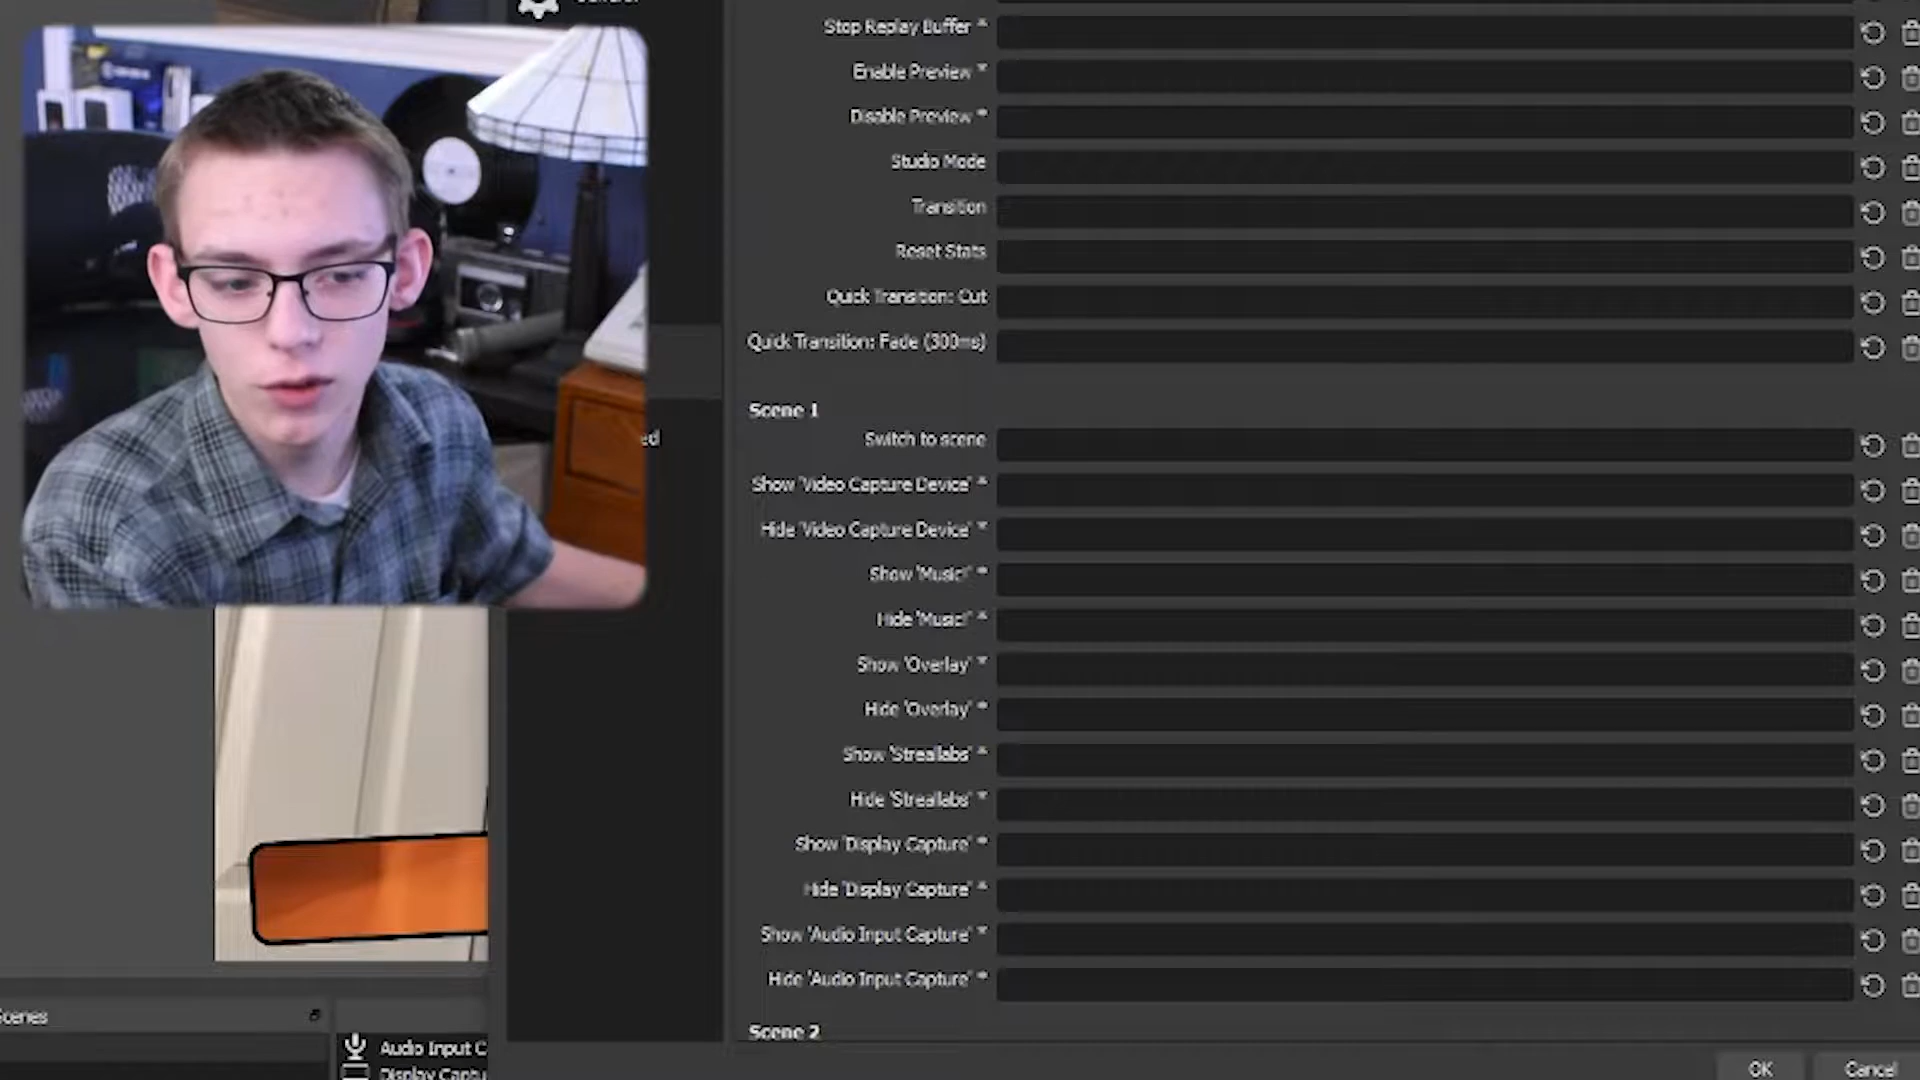 Stop Replay Buffer *
Enable Preview *
Disable Preview *
Studio Mode
Transition
Reset Stats
Quick Transition: Cut
Quick Transition: Fade (300ms)
ed
Scene 1
Switch to scene
Show 'Video Capture Device' *
Hide 'Video Capture Device' *
Show 'Music!' *
Hide 'Music!' *
Show 'Overlay' *
Hide 'Overlay' *
Show 'Streallabs' *
Hide 'Streallabs' *
Show 'Display Capture' *
Hide 'Display Capture' *
Show 'Audio Input Capture' *
Hide 'Audio Input Capture' *
Scene 2
Scenes
Audio Input C
Display Captu
OK
Cancel